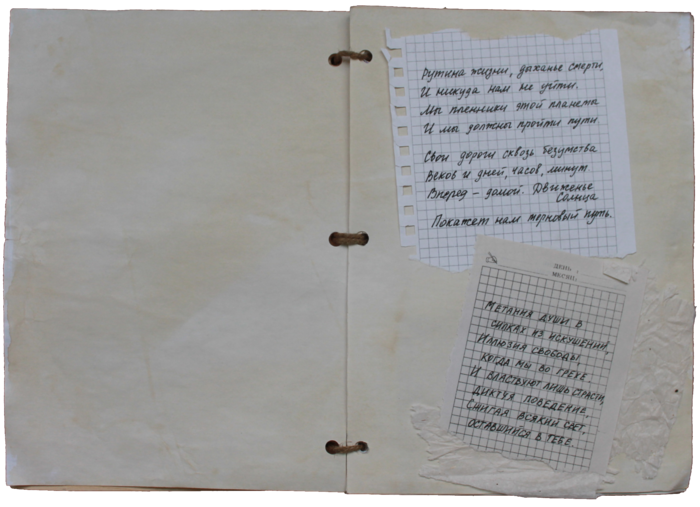 Рутина жизни, дыханье смерти,
И никуда нам не уйти.
Мы пленники этой планеты
И мы должны пройти пути.
Свои дороги сквозь безумства
Веков и дней, часов, минут.
Вперед – домой. Движенье
Солнца
Покажет нам терновый путь.
ДЕНЬ
МЕСЯЦ
МЕТАНИЯ ДУШИ В
СИЛКАХ ИЗ ИСКУШЕНИЙ,
ИЛЛЮЗИЯ СВОБОДЫ,
КОГДА МЫ ВО ГРЕХЕ
И ВЛАСТВУЮТ ЛИШЬ СТРАСТИ,
ДИКТУЯ ПОВЕДЕНИЕ,
СЖИГАЯ ВСЯКИЙ СВЕТ,
ОСТАВШИЙСЯ В ТЕБЕ.